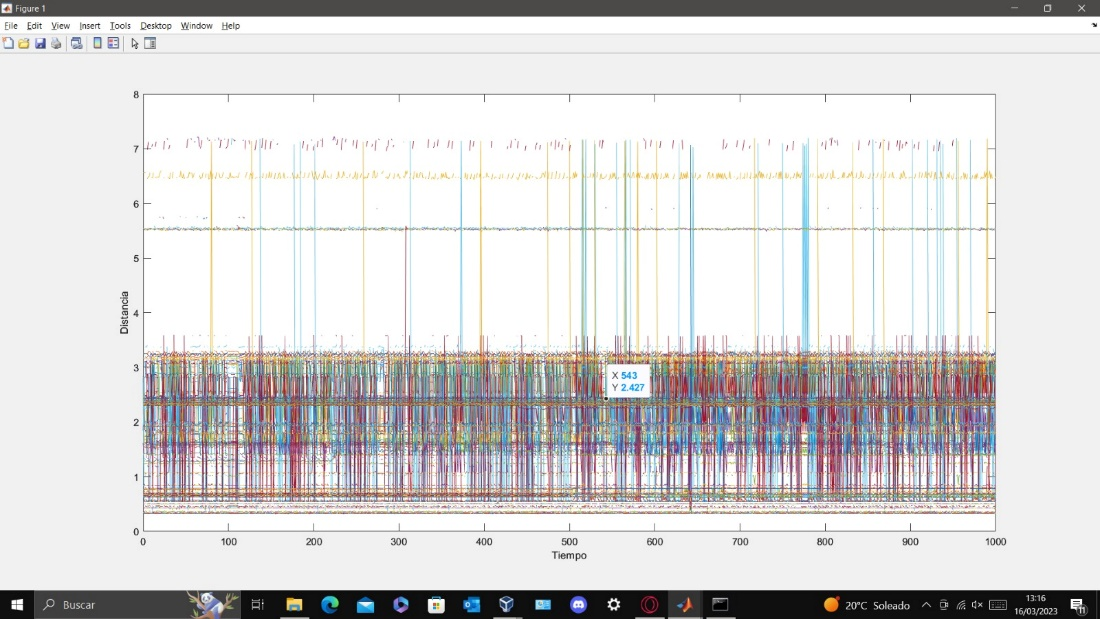 Figure 1
File Edit View Insert Tools Desktop Window Help
8
7
6
5
4
3
2
1
0
Distancia
X 543
Y 2.427
0 100 200 300 400 500 600 700 800 900 1000
Tiempo
Buscar
20°C Soleado
13:16
16/03/2023
11